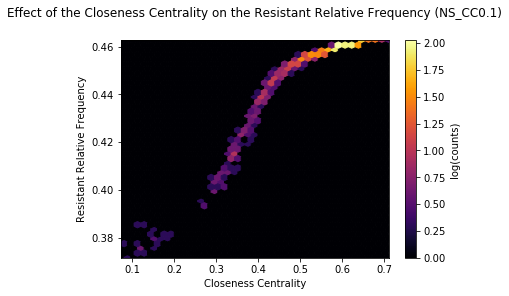 Effect of the Closeness Centrality on the Resistant Relative Frequency (NS_CC0.1)
0.46
0.44
0.42
0.40
0.38
Resistant Relative Frequency
0.1 0.2 0.3 0.4 0.5 0.6 0.7
Closeness Centrality
2.00
1.75
1.50
1.25
1.00
0.75
0.50
0.25
0.00
log(counts)